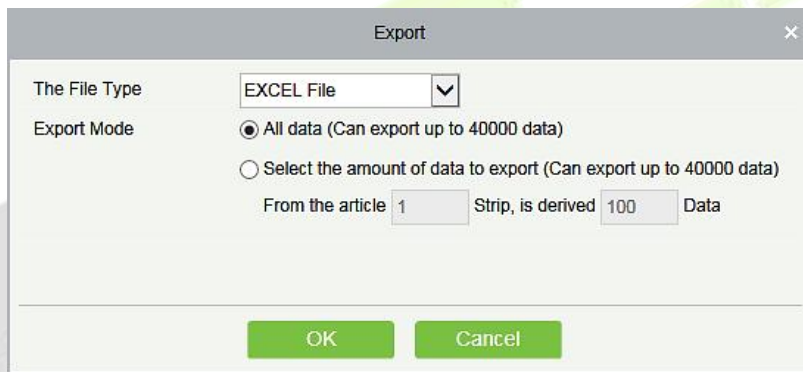 Export
The File Type EXCEL File
Export Mode All data (Can export up to 40000 data)
Select the amount of data to export (Can export up to 40000 data)
From the article 1 Strip, is derived 100 Data
OK Cancel